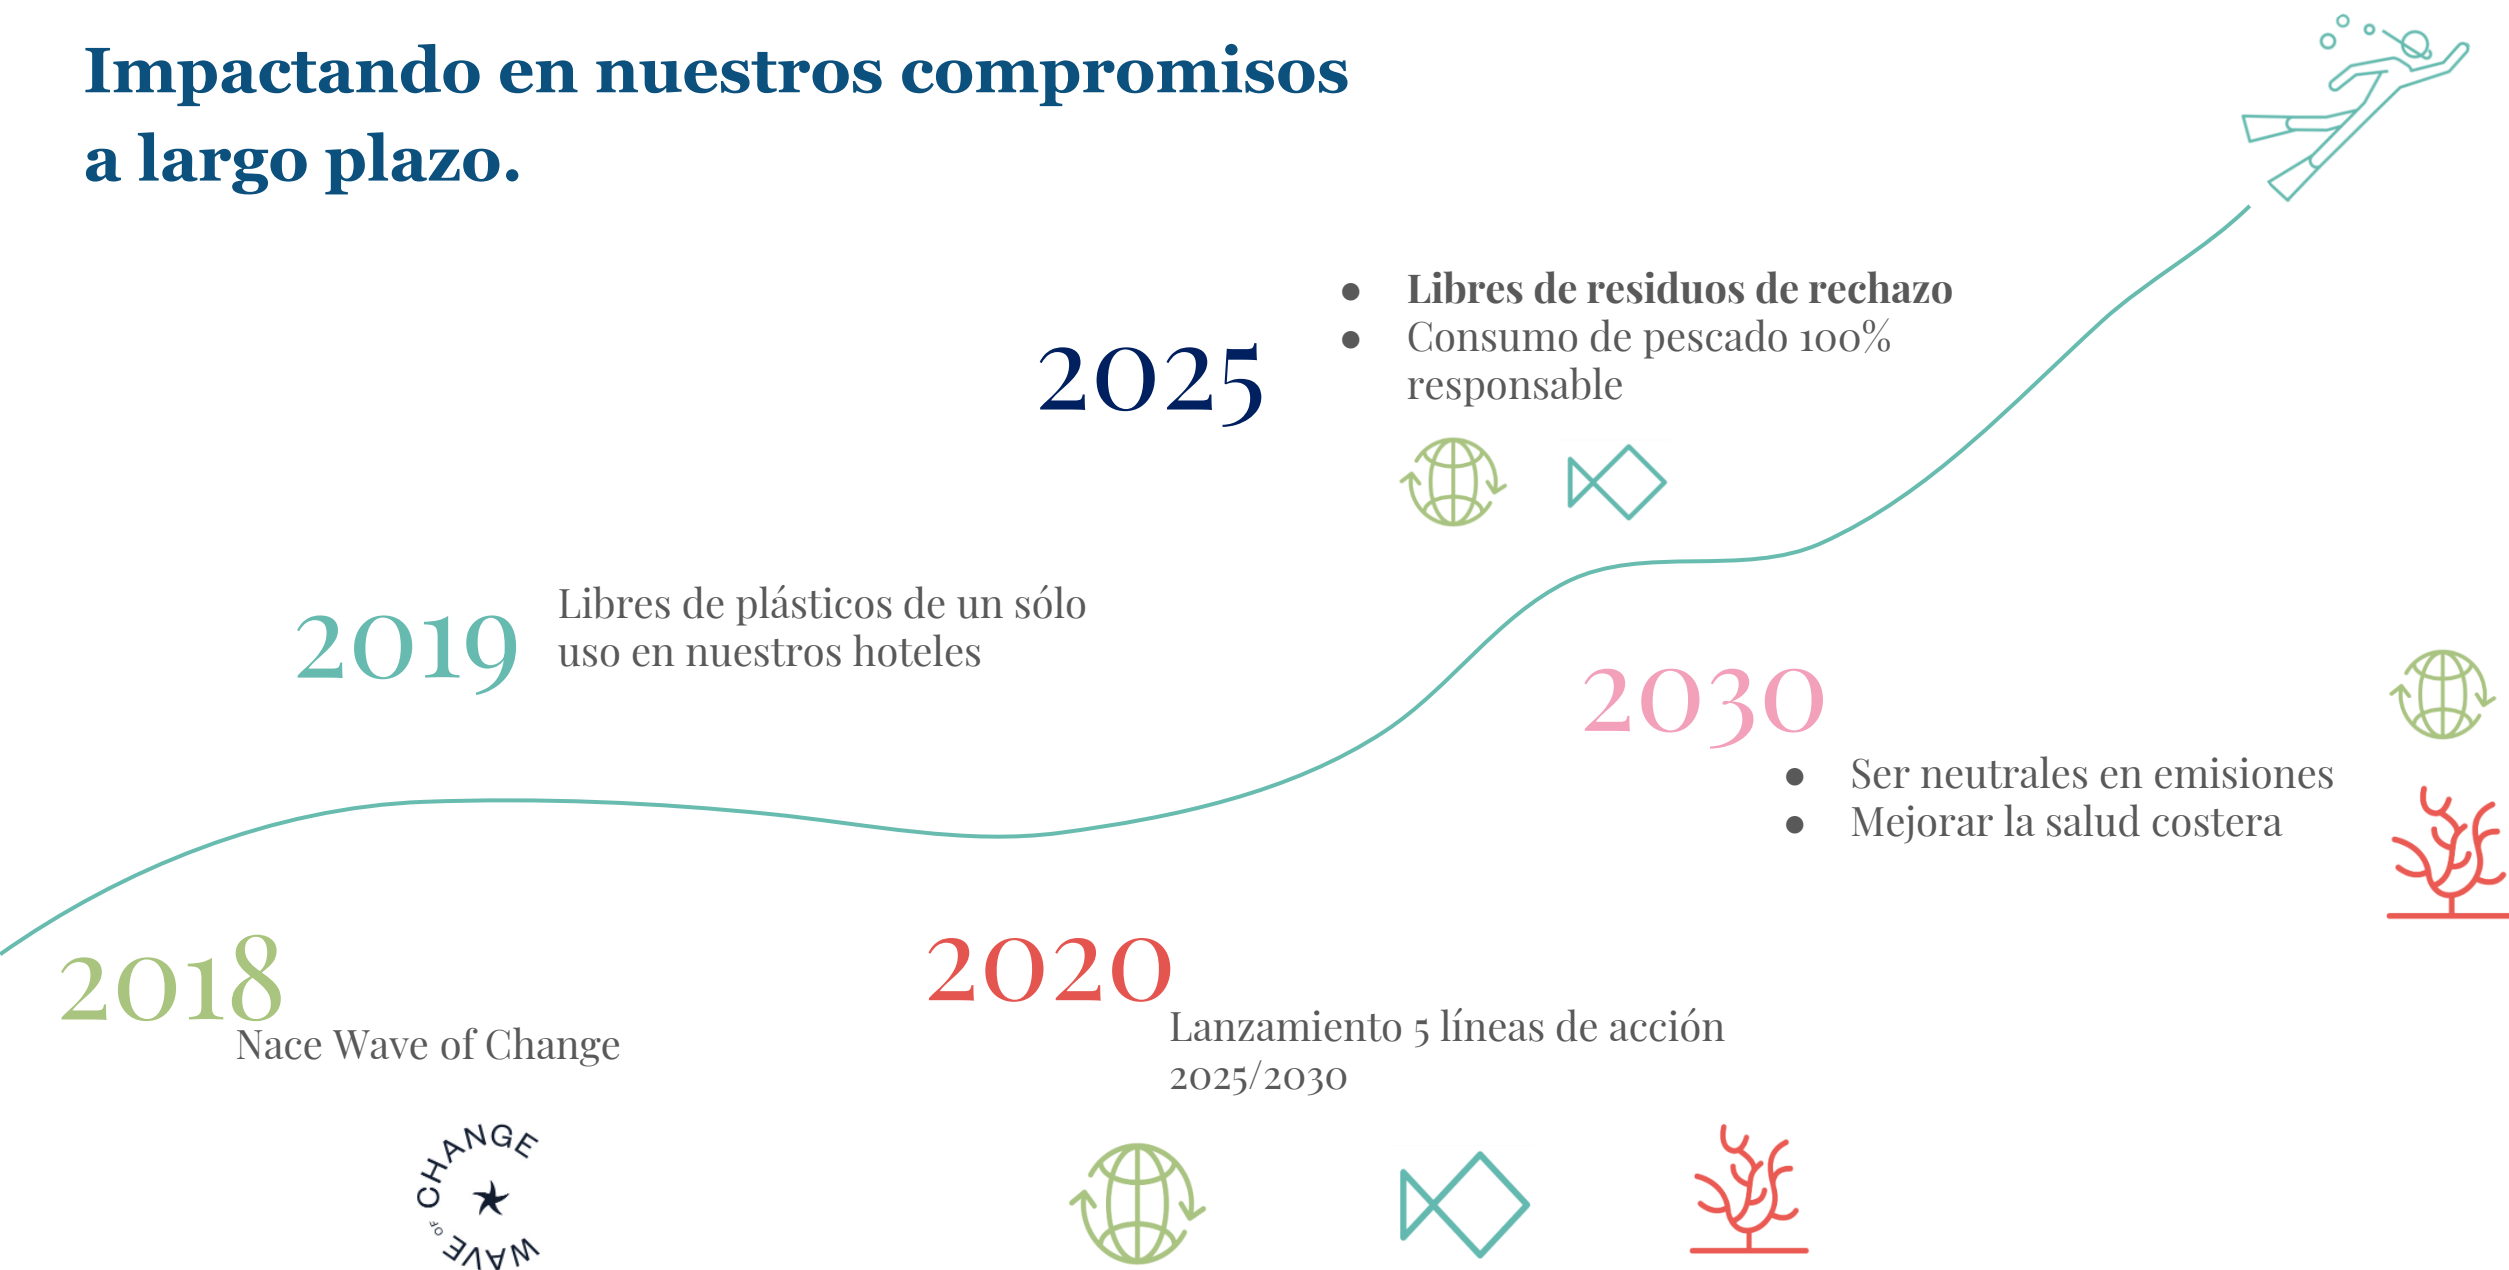 Impactando en nuestros compromisos
a largo plazo.
2025
● Libres de residuos de rechazo
● Consumo de pescado 100%
responsable
2019
Libres de plásticos de un sólo
uso en nuestros hoteles
2030
● Ser neutrales en emisiones
● Mejorar la salud costera
2018
Nace Wave of Change
2020
Lanzamiento 5 líneas de acción
2025/2030
WAVE OF CHANGE